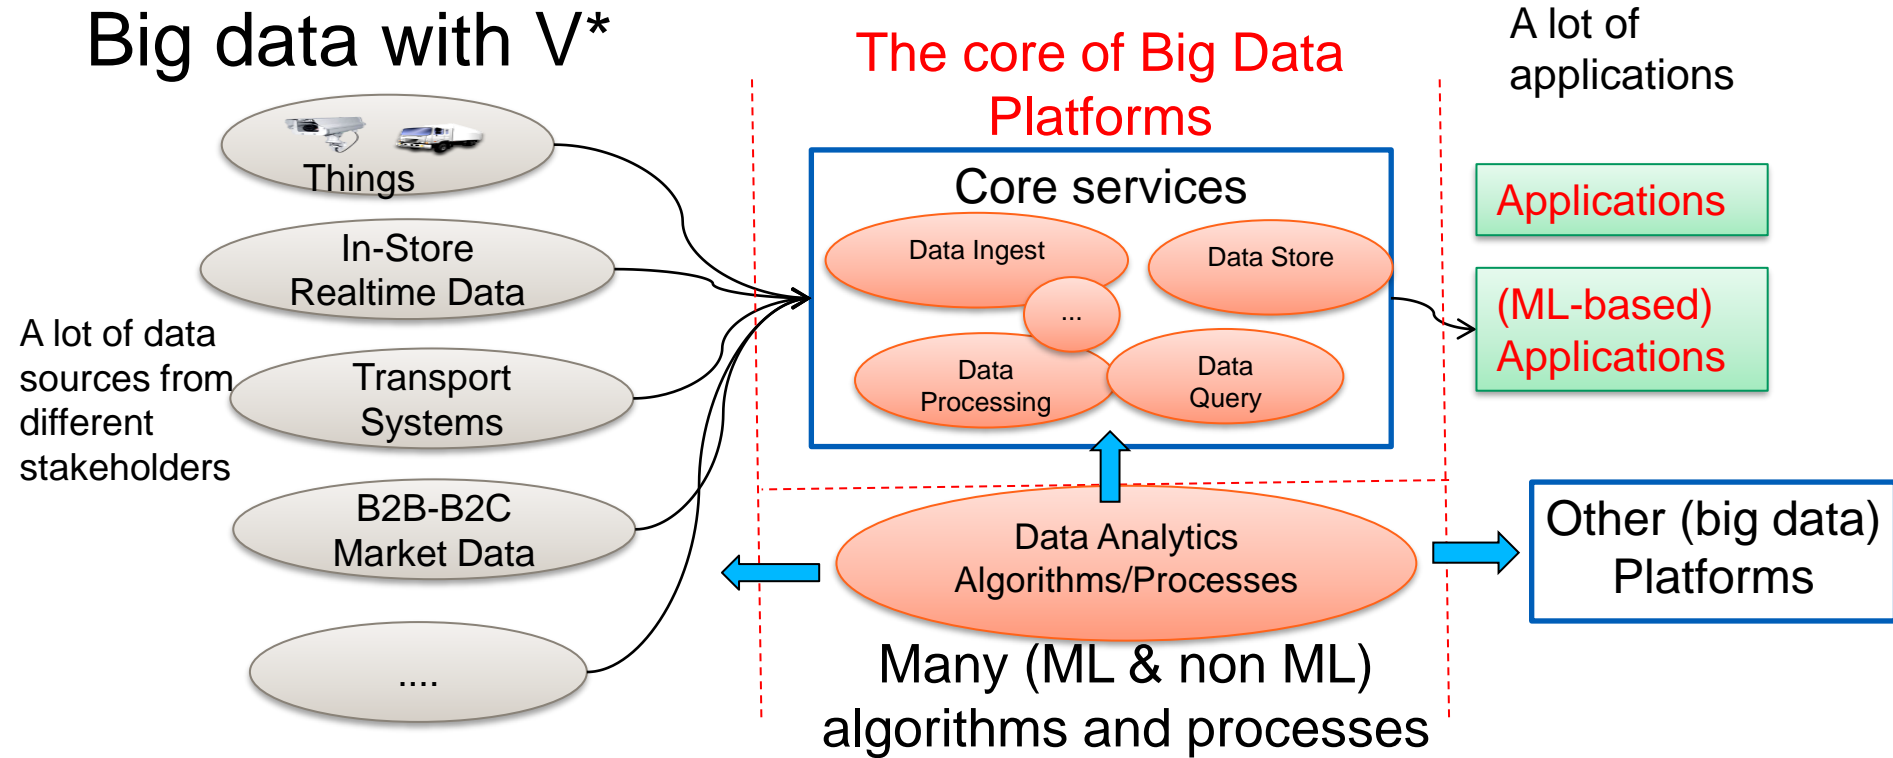 Big data with V*
A lot of data
sources from
different
stakeholders
Things
In-Store
Realtime Data
Transport
Systems
B2B-B2C
Market Data
....
The core of Big Data
Platforms
Core services
Data Ingest
Data Store
...
Data
Processing
Data
Query
Data Analytics
Algorithms/Processes
Many (ML & non ML)
algorithms and processes
A lot of
applications
Applications
(ML-based)
Applications
Other (big data)
Platforms